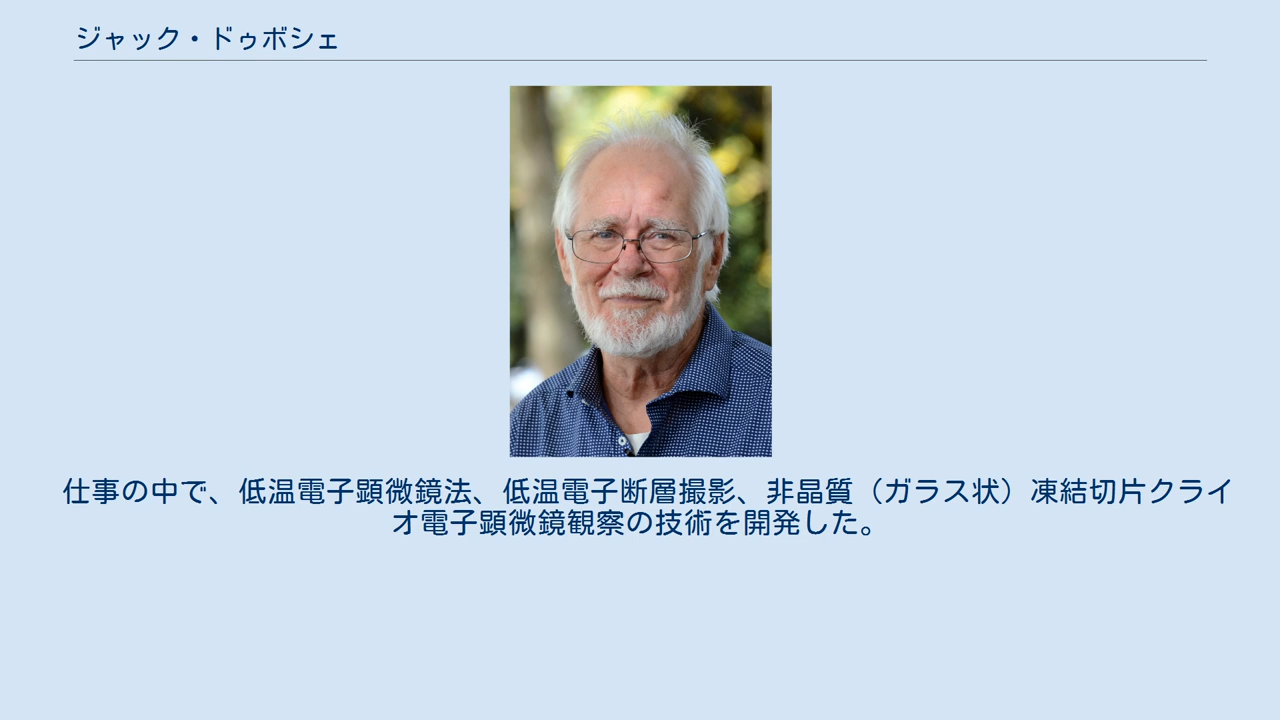 ジャック・ドゥボシェ
仕事の中で、低温電子顕微鏡法、低温電子断層撮影、非晶質（ガラス状）凍結切片クライ
オ電子顕微鏡観察の技術を開発した。